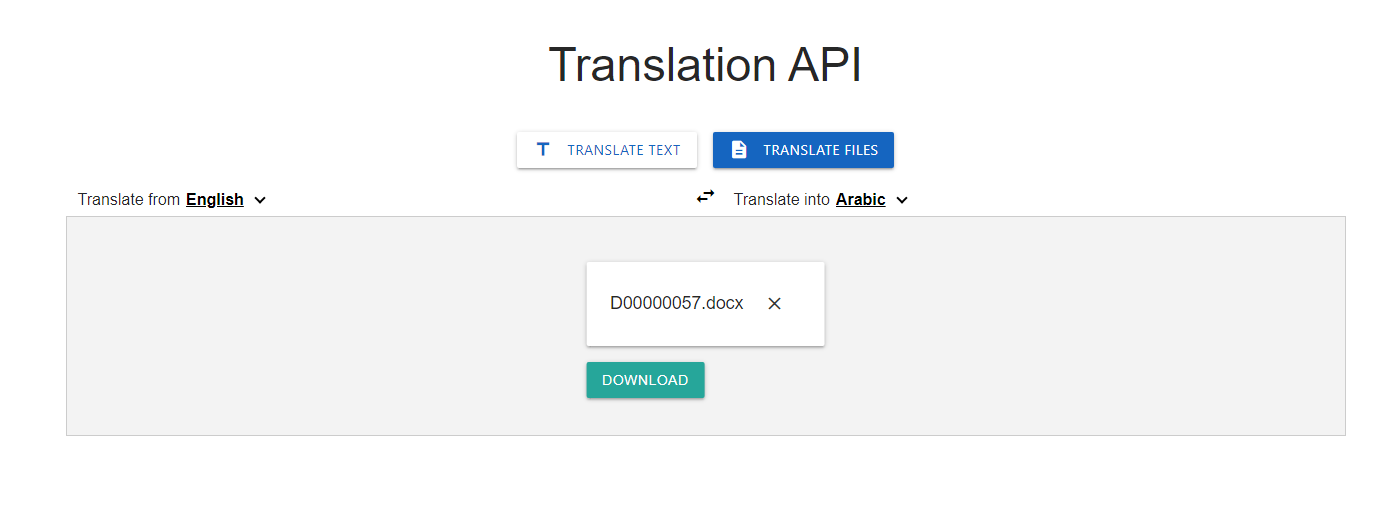 Translation API
TRANSLATE TEXT
TRANSLATE FILES
Translate from English
Translate into Arabic
D00000057.docx
DOWNLOAD